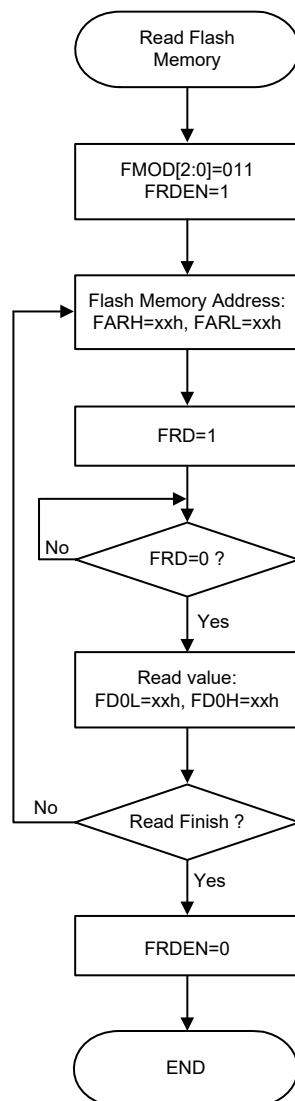 Read Flash
Memory
FMOD[2:0]=011
FRDEN=1
Flash Memory Address:
FARH=xxh, FARL=xxh
FRD=1
No
FRD=0 ?
Yes
Read value:
FD0L=xxh, FD0H=xxh
No
Read Finish ?
Yes
FRDEN=0
END